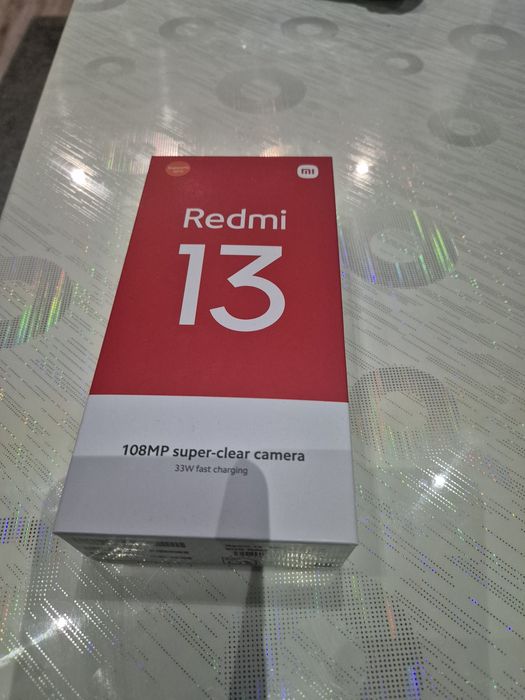 mi
Redmi
13
108MP super-clear camera
33W fast charging